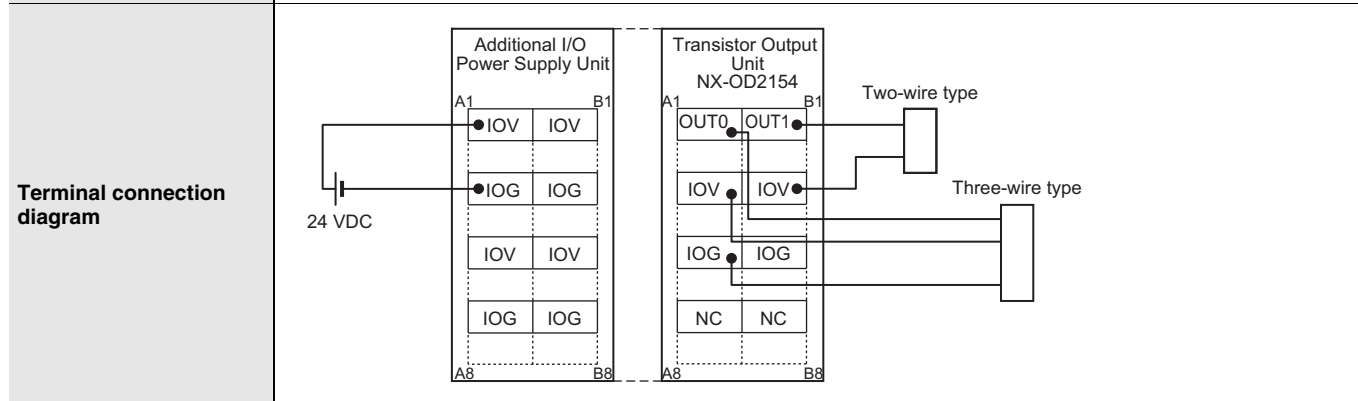 Terminal connection
diagram
24 VDC
Additional I/O
Power Supply Unit
A1 B1
IOV IOV
IOG IOG
IOV IOV
IOG IOG
A8 B8
Transistor Output
Unit
NX-OD2154
A1 B1
OUT0 OUT1
IOV IOV
IOG IOG
NC NC
A8 B8
Two-wire type
Three-wire type